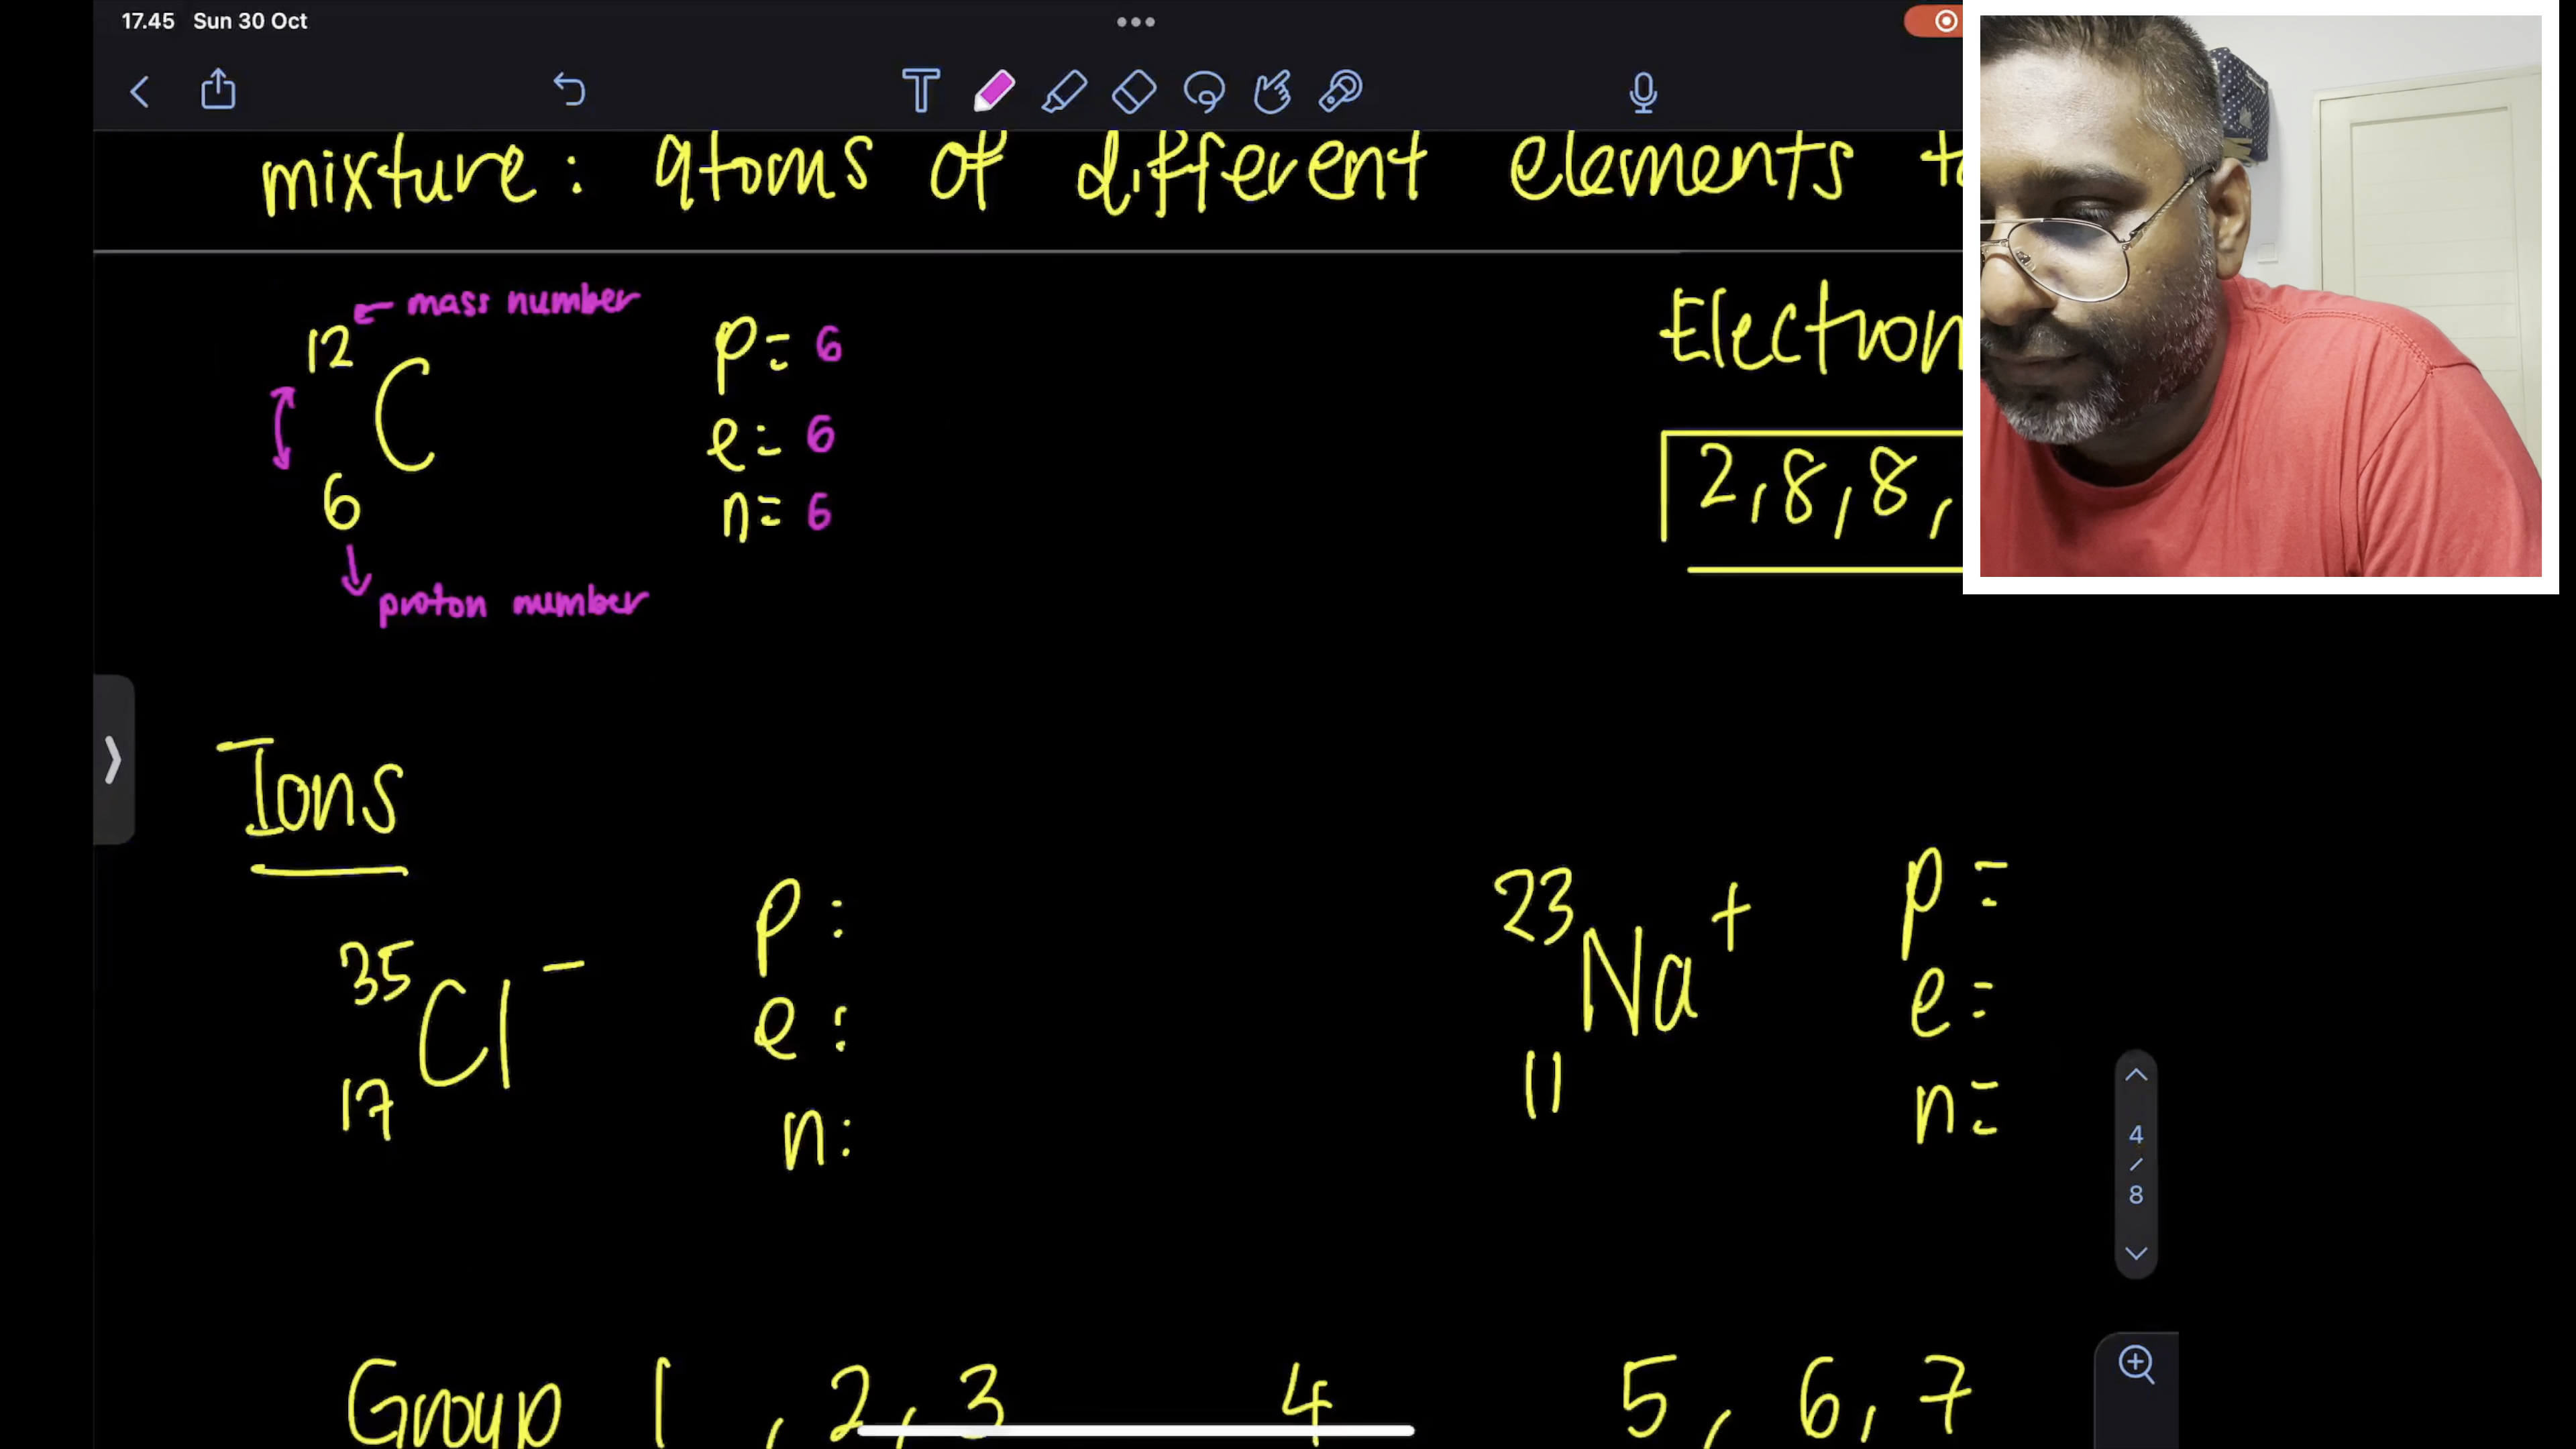 17.45 Sun 30 Oct
mixture: atoms of different elements
12 ← mass number
C
6
↓ proton number
p = 6
e = 6
n = 6
Electron
2,8,8,
Ions
35
Cl⁻
17
p:
e:
n:
23
Na⁺
11
p =
e =
n =
4
/
8
Group 1, 2, 3 4 5, 6, 7